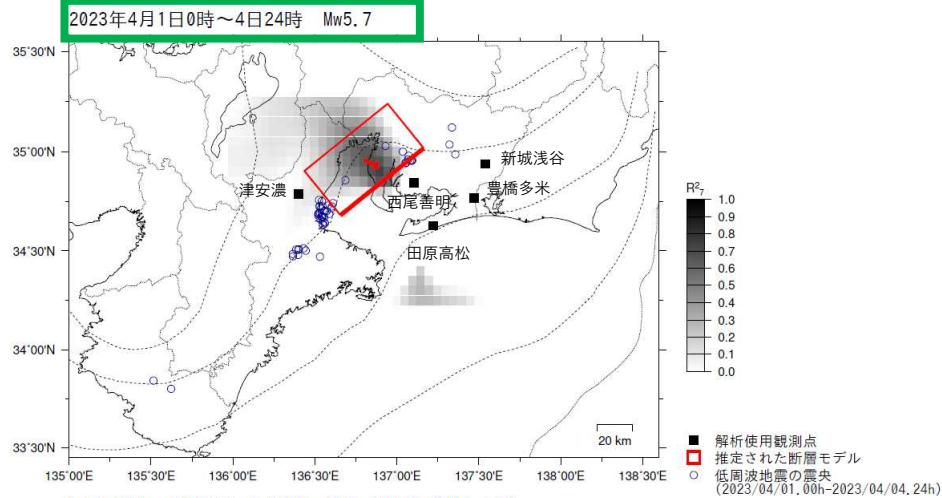 2023年4月1日0時～4日24時　Mw5.7
35°30'N
35°00'N
34°30'N
34°00'N
33°30'N
135°00'E
135°30'E
136°00'E
136°30'E
137°00'E
137°30'E
138°00'E
138°30'E
新城浅谷
津安濃
豊橋多米
西尾善明
田原高松
20 km
R²₇
1.0
0.9
0.8
0.7
0.6
0.5
0.4
0.3
0.2
0.1
0.0
解析使用観測点
推定された断層モデル
低周波地震の震央
(2023/04/01.00h-2023/04/04.24h)